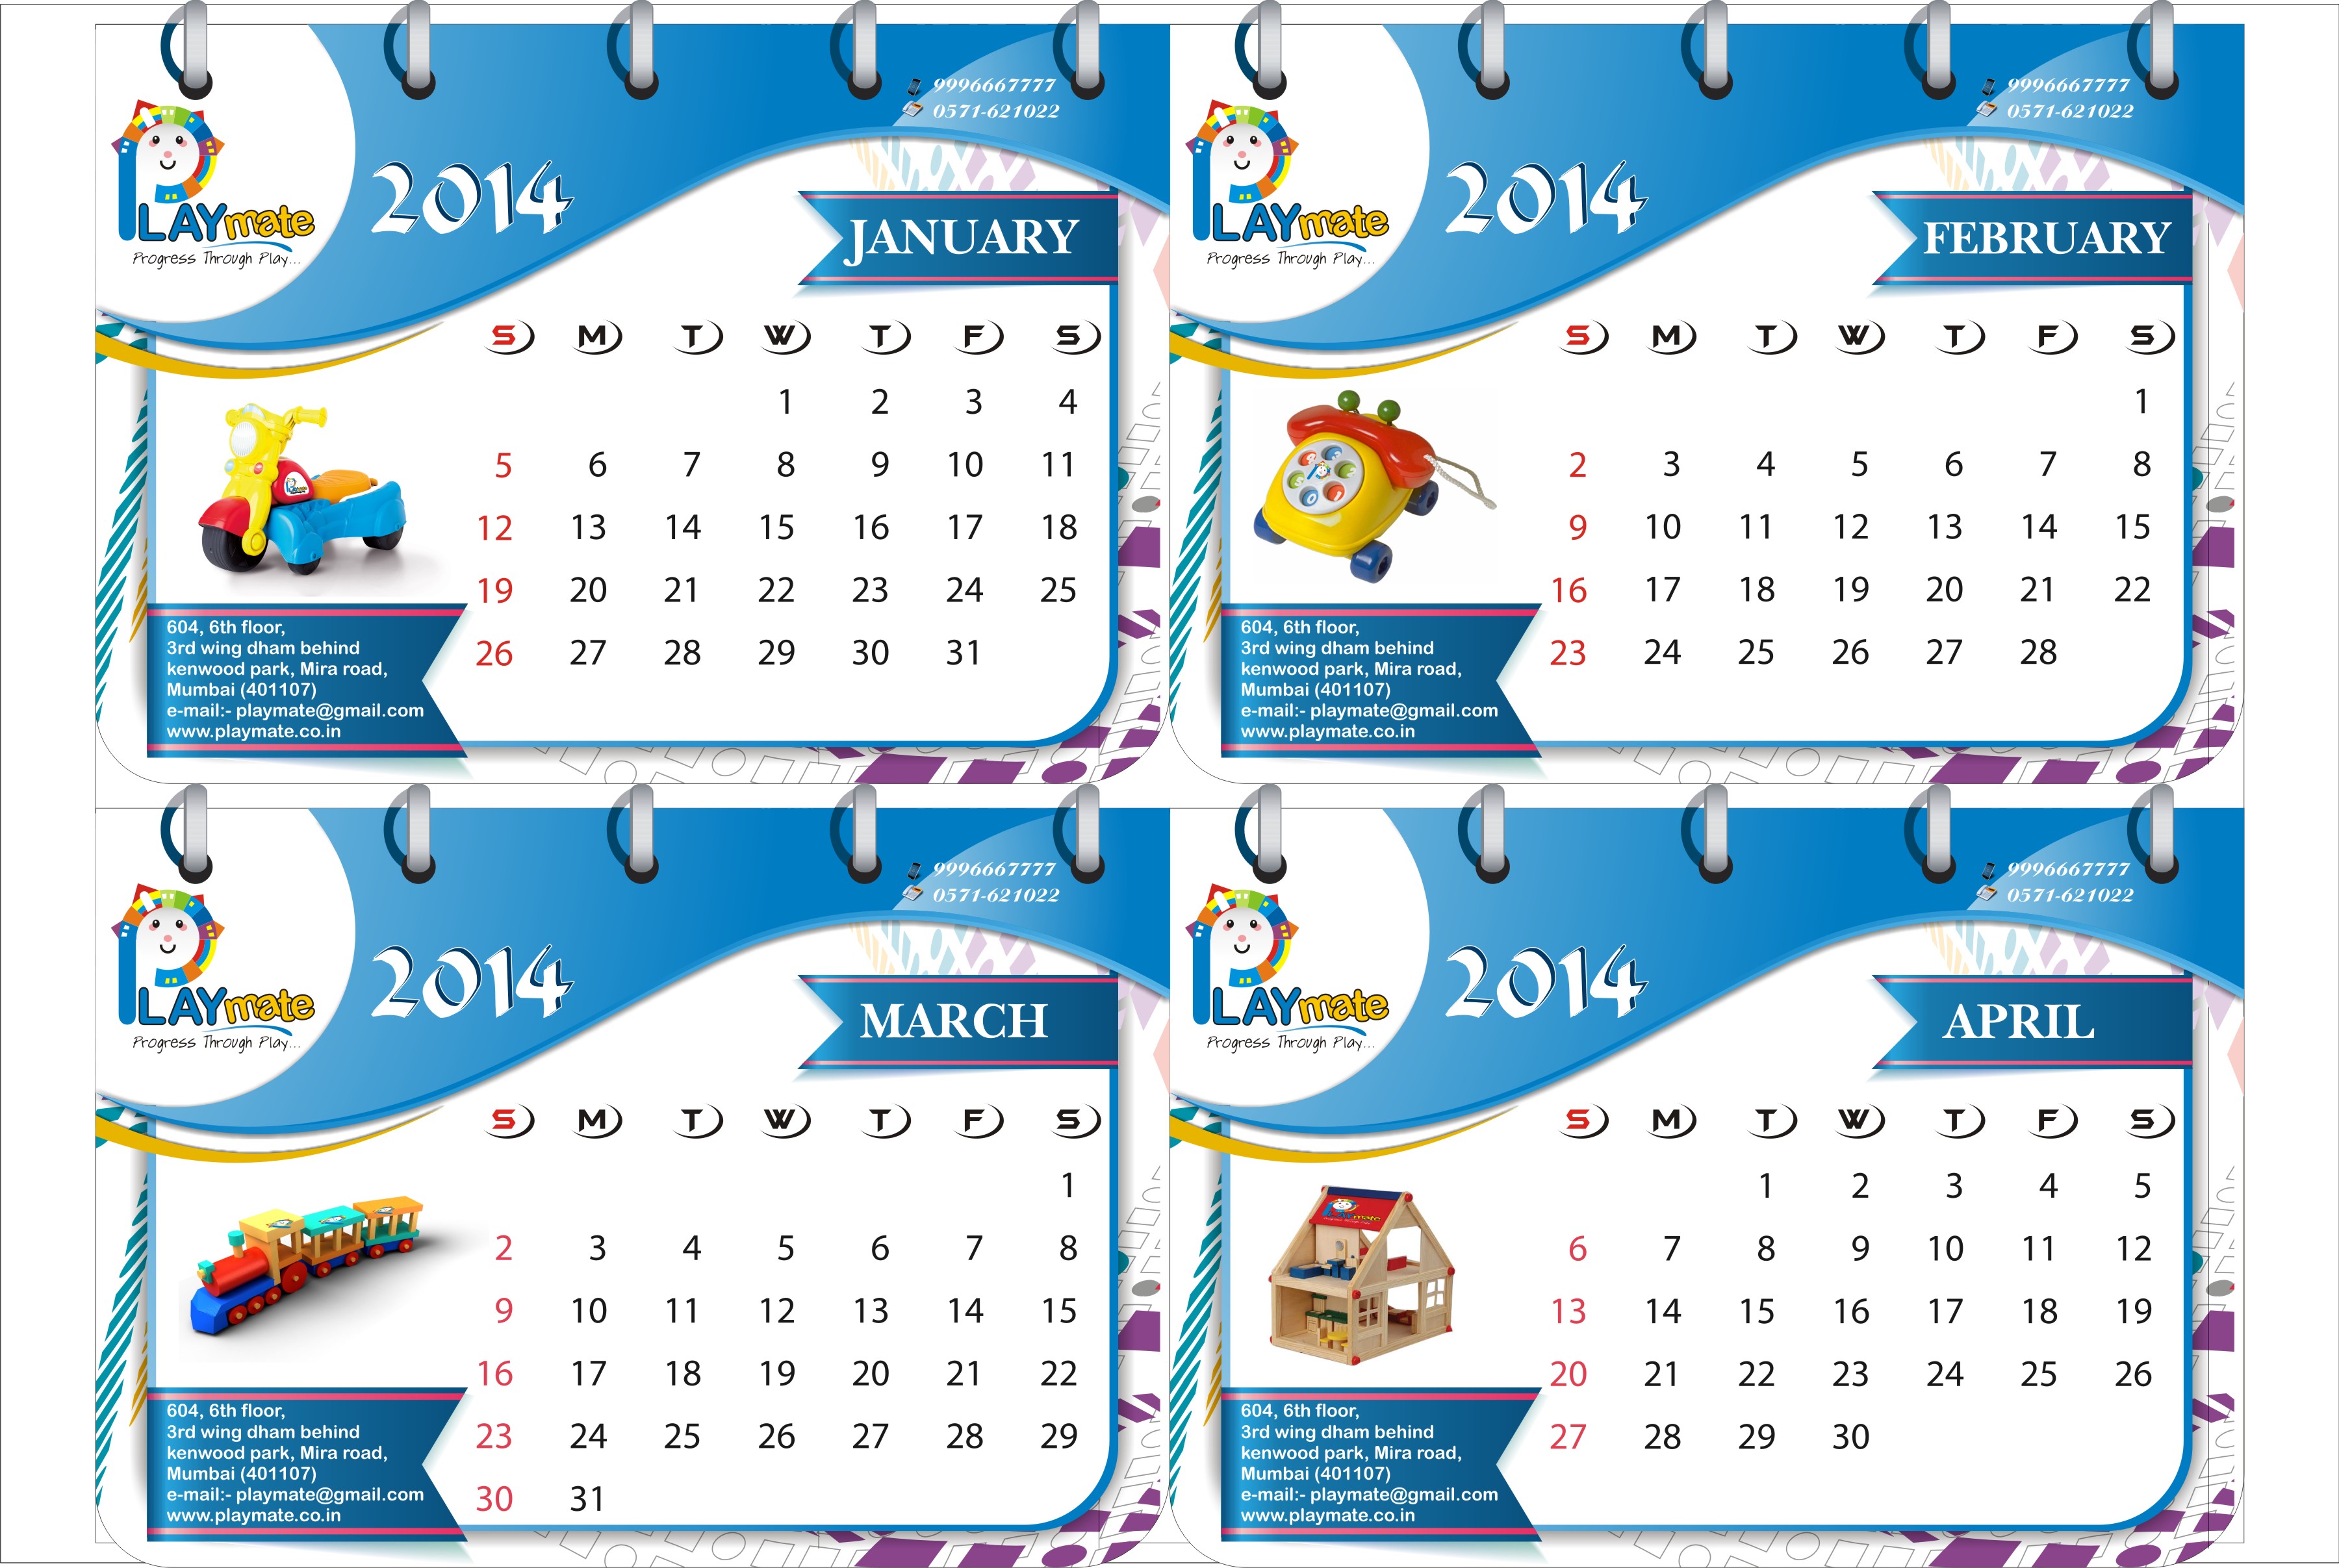 9996667777
0571-621022
PLAYmate
Progress Through Play...
2014
JANUARY
S M T W T F S
1 2 3 4
5 6 7 8 9 10 11
12 13 14 15 16 17 18
19 20 21 22 23 24 25
26 27 28 29 30 31
604, 6th floor,
3rd wing dham behind
kenwood park, Mira road,
Mumbai (401107)
e-mail:- playmate@gmail.com
www.playmate.co.in
9996667777
0571-621022
PLAYmate
Progress Through Play...
2014
FEBRUARY
S M T W T F S
1
2 3 4 5 6 7 8
9 10 11 12 13 14 15
16 17 18 19 20 21 22
23 24 25 26 27 28
604, 6th floor,
3rd wing dham behind
kenwood park, Mira road,
Mumbai (401107)
e-mail:- playmate@gmail.com
www.playmate.co.in
9996667777
0571-621022
PLAYmate
Progress Through Play...
2014
MARCH
S M T W T F S
1
2 3 4 5 6 7 8
9 10 11 12 13 14 15
16 17 18 19 20 21 22
23 24 25 26 27 28 29
30 31
604, 6th floor,
3rd wing dham behind
kenwood park, Mira road,
Mumbai (401107)
e-mail:- playmate@gmail.com
www.playmate.co.in
9996667777
0571-621022
PLAYmate
Progress Through Play...
2014
APRIL
S M T W T F S
1 2 3 4 5
6 7 8 9 10 11 12
13 14 15 16 17 18 19
20 21 22 23 24 25 26
27 28 29 30
PLAYmate
Progress Through Play
604, 6th floor,
3rd wing dham behind
kenwood park, Mira road,
Mumbai (401107)
e-mail:- playmate@gmail.com
www.playmate.co.in